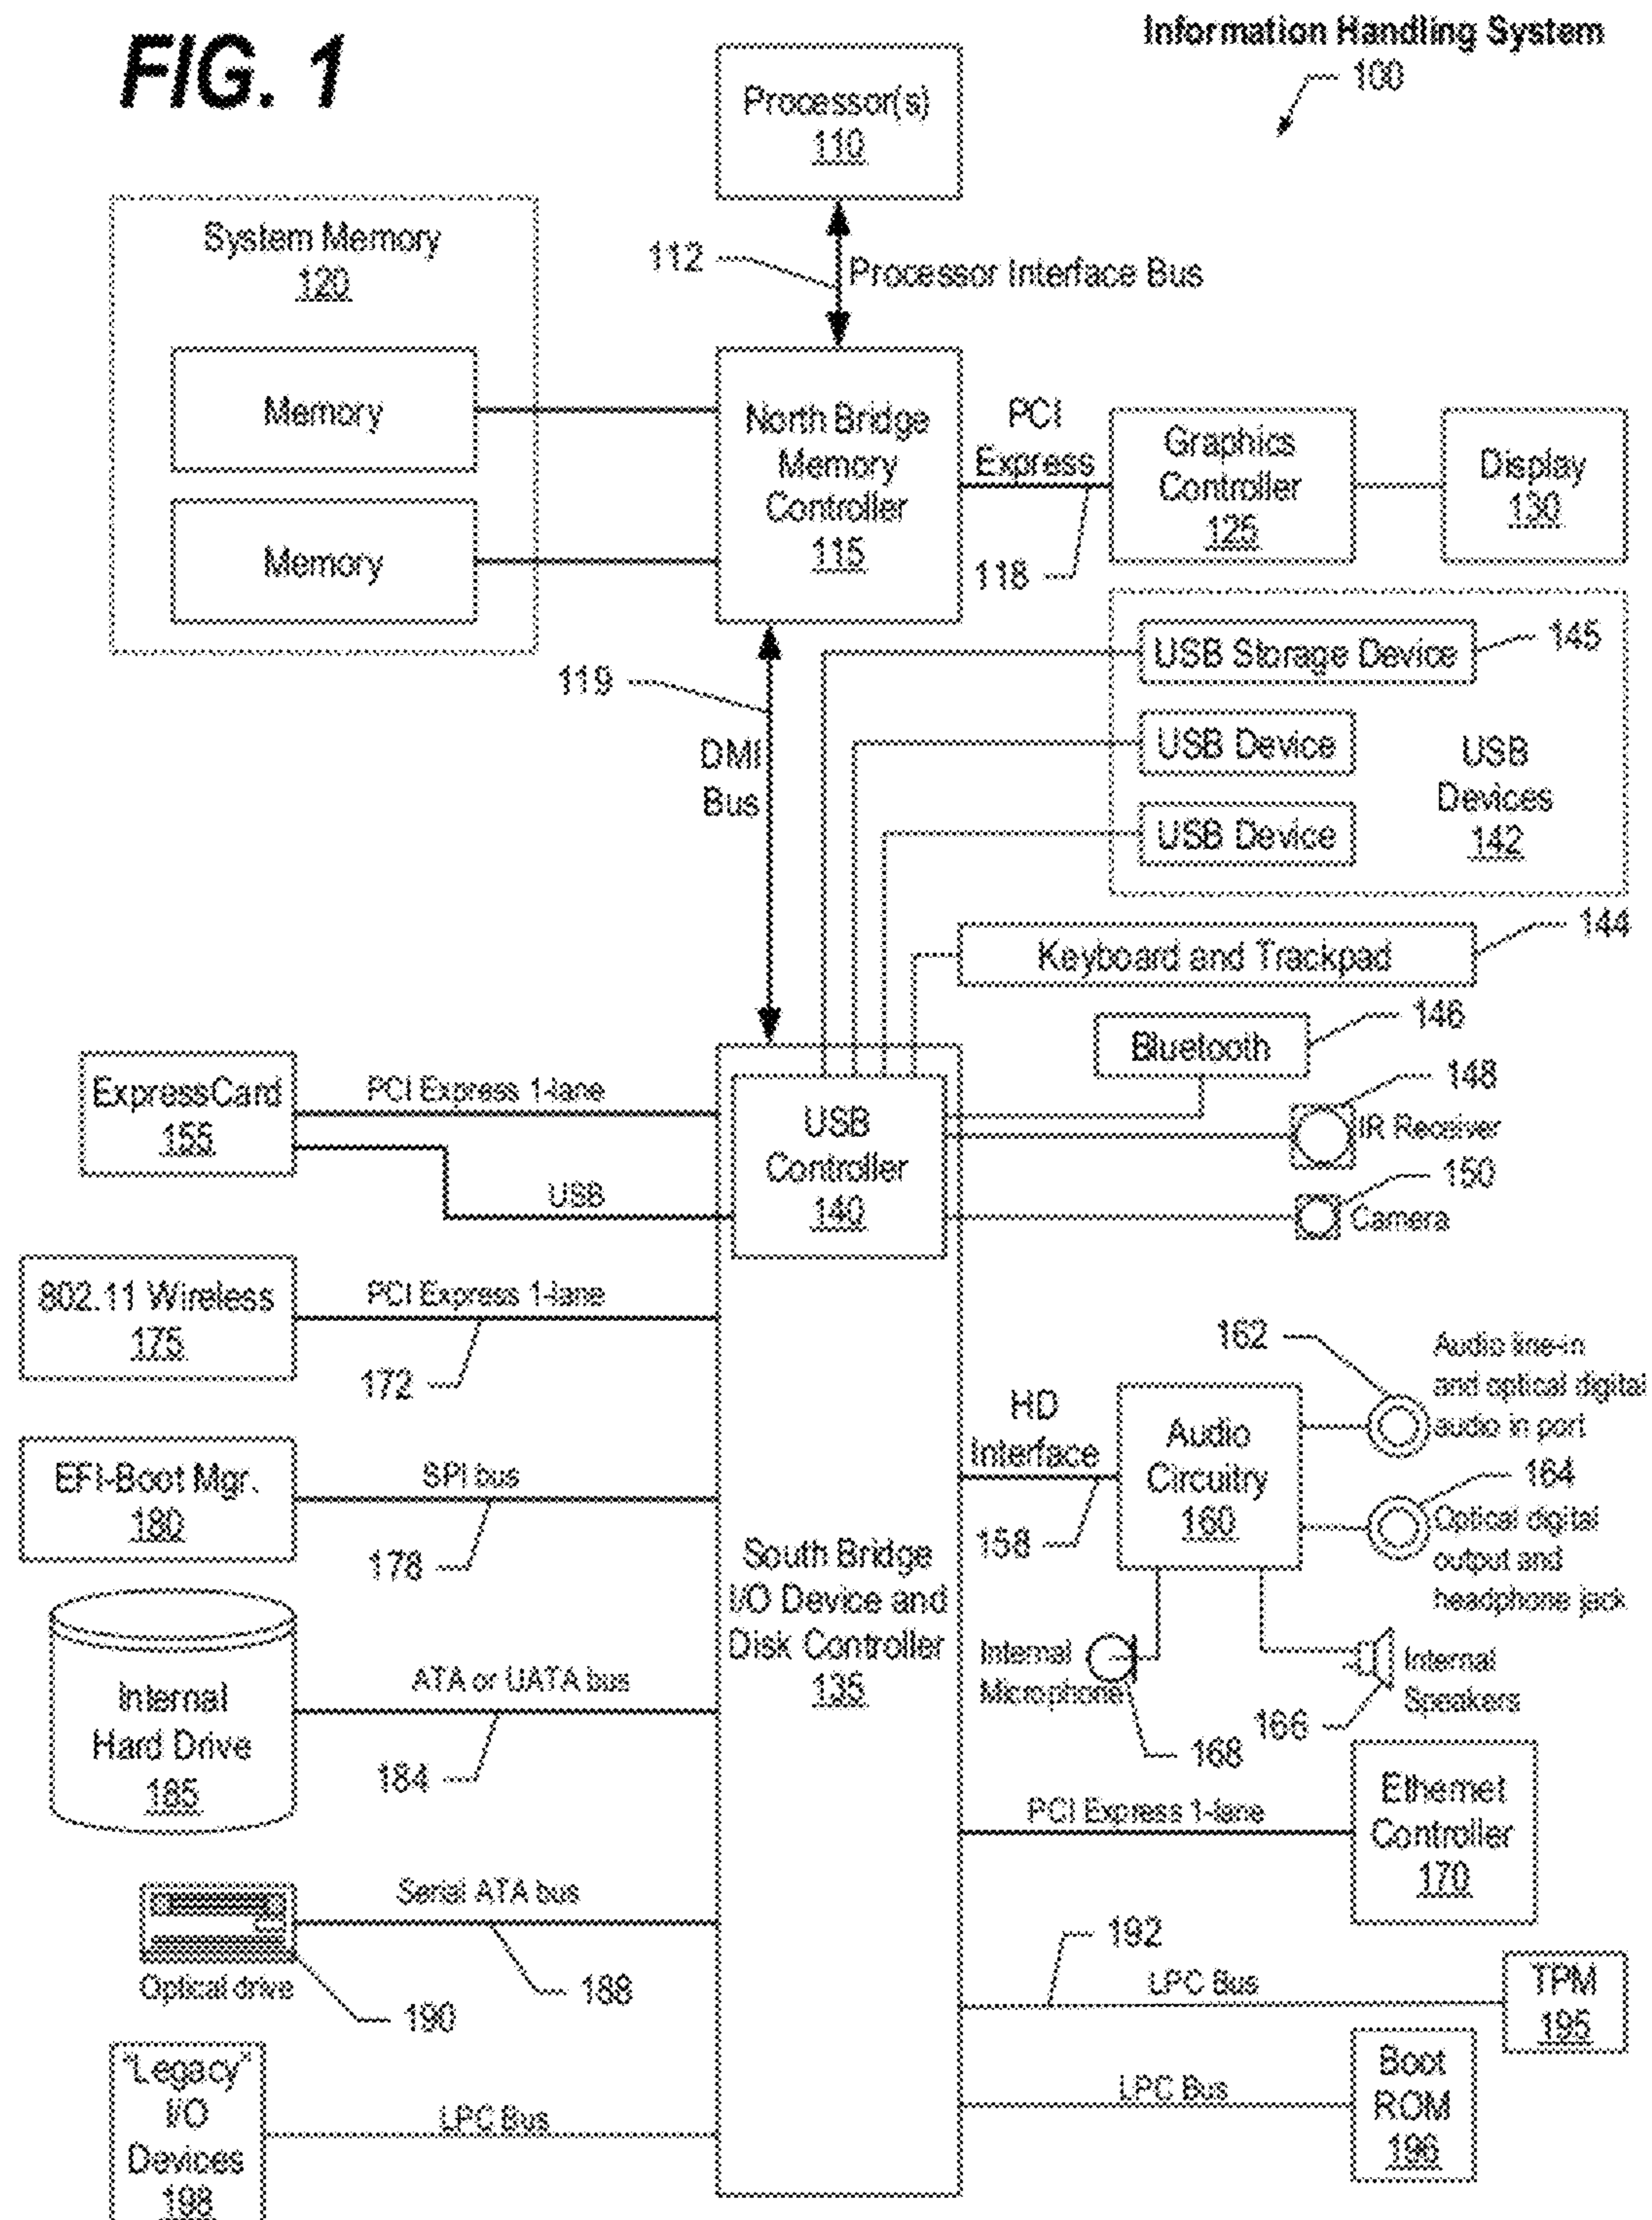 FIG. 1
Information Handling System
100
Processor(s)
110
112
Processor Interface Bus
System Memory
120
Memory
Memory
North Bridge
Memory
Controller
115
PCI
Express
118
Graphics
Controller
125
Display
130
119
DMI
Bus
USB Storage Device
145
USB Device
USB Device
USB
Devices
142
Keyboard and Trackpad
144
Bluetooth
146
148
IR Receiver
150
Camera
ExpressCard
155
PCI Express 1-lane
USB
USB
Controller
140
802.11 Wireless
175
PCI Express 1-lane
172
EFI-Boot Mgr.
180
SPI bus
178
Internal
Hard Drive
185
ATA or UATA bus
184
South Bridge
I/O Device and
Disk Controller
135
HD
Interface
158
Audio
Circuitry
160
162
Audio line-in
and optical digital
audio in port
164
Optical digital
output and
headphone jack
Internal
Microphone
168
166
Internal
Speakers
PCI Express 1-lane
Ethernet
Controller
170
Serial ATA bus
188
Optical drive
190
192
LPC Bus
TPM
195
LPC Bus
Boot
ROM
196
"Legacy"
I/O
Devices
198
LPC Bus